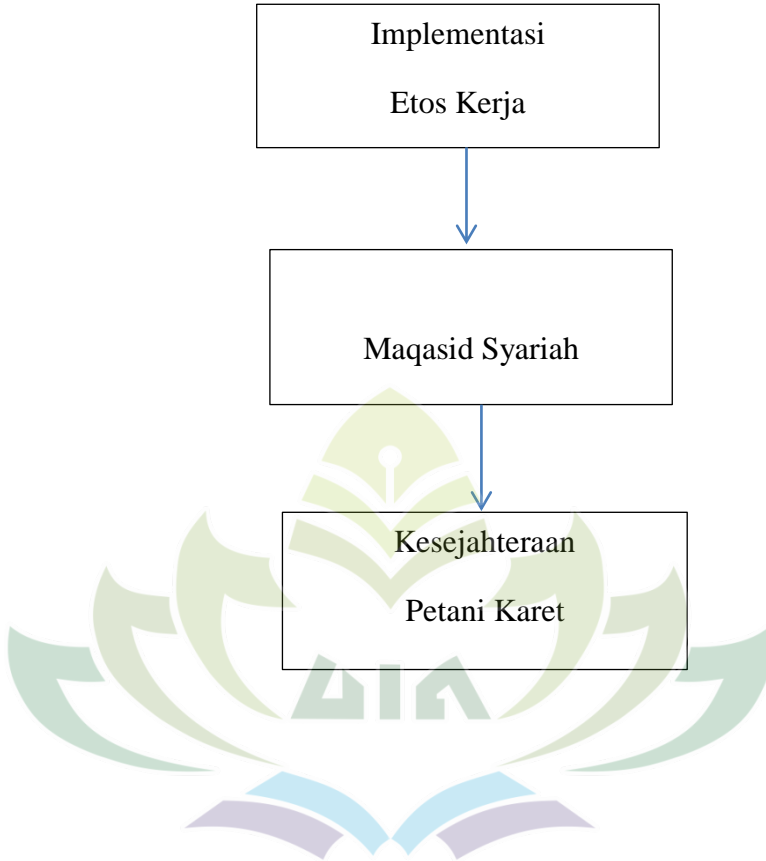 Implementasi
Etos Kerja
Maqasid Syariah
Kesejahteraan
Petani Karet